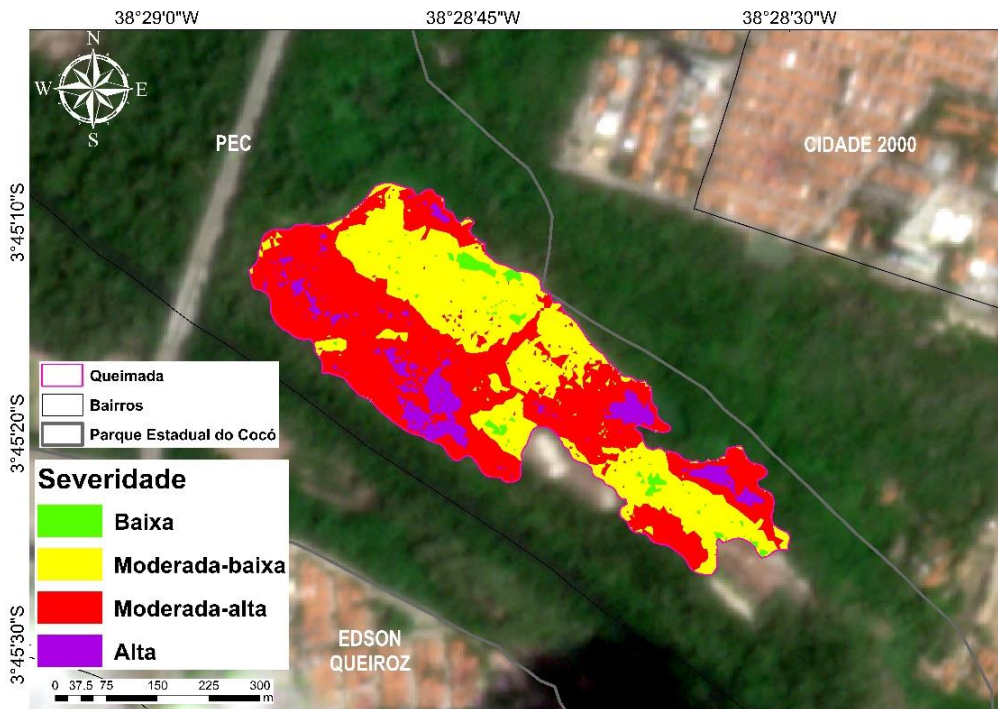 38°29'0"W
38°28'45"W
38°28'30"W
N
W
E
S
PEC
CIDADE 2000
3°45'10"S
3°45'20"S
3°45'30"S
Queimada
Bairros
Parque Estadual do Cocó
Severidade
Baixa
Moderada-baixa
Moderada-alta
Alta
EDSON
QUEIROZ
0 37.5 75 150 225 300
m